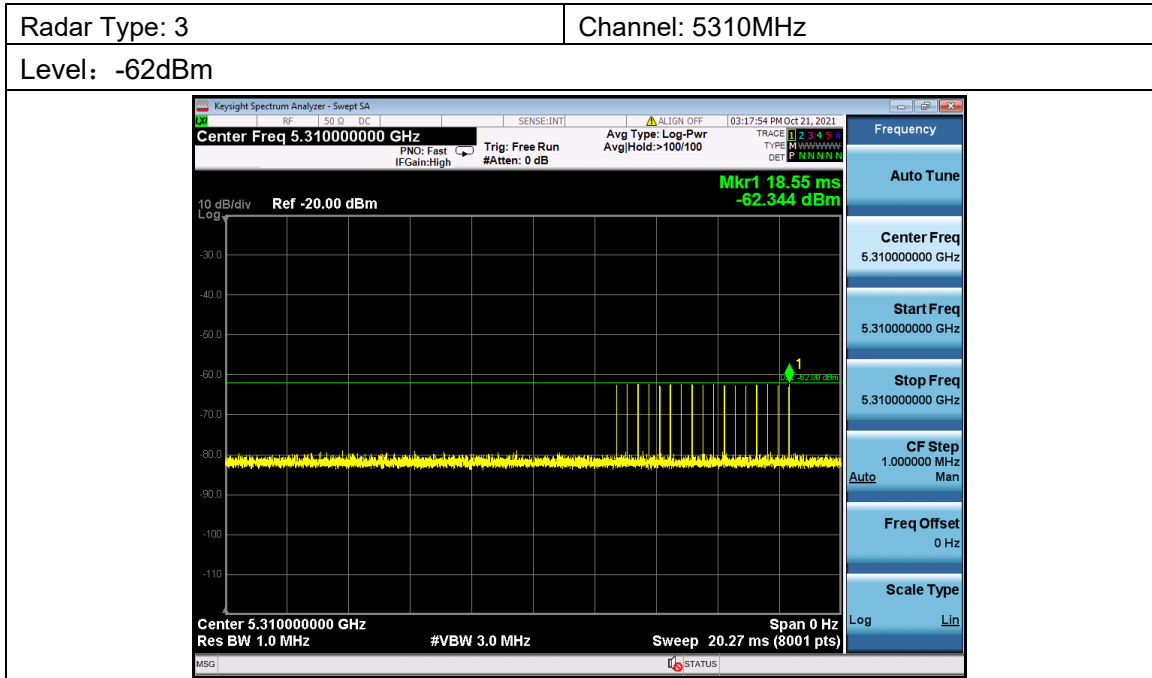 Radar Type: 3
Channel: 5310MHz
Level：-62dBm
Keysight Spectrum Analyzer - Swept SA
LXI RF 50 Ω DC SENSE:INT ALIGN OFF 03:17:54 PM Oct 21, 2021
Center Freq 5.310000000 GHz
PNO: Fast
IFGain:High
Trig: Free Run
#Atten: 0 dB
Avg Type: Log-Pwr
Avg|Hold:>100/100
TRACE 1 2 3 4 5 6
TYPE M WWWWW
DET P N N N N N
Mkr1 18.55 ms
-62.344 dBm
10 dB/div Ref -20.00 dBm
Log
-30.0
-40.0
-50.0
1
-60.0
-62.00 dBm
-70.0
-80.0
-90.0
-100
-110
Center 5.310000000 GHz Span 0 Hz
Res BW 1.0 MHz #VBW 3.0 MHz Sweep 20.27 ms (8001 pts)
MSG STATUS
Frequency
Auto Tune
Center Freq
5.310000000 GHz
Start Freq
5.310000000 GHz
Stop Freq
5.310000000 GHz
CF Step
1.000000 MHz
Auto Man
Freq Offset
0 Hz
Scale Type
Log Lin